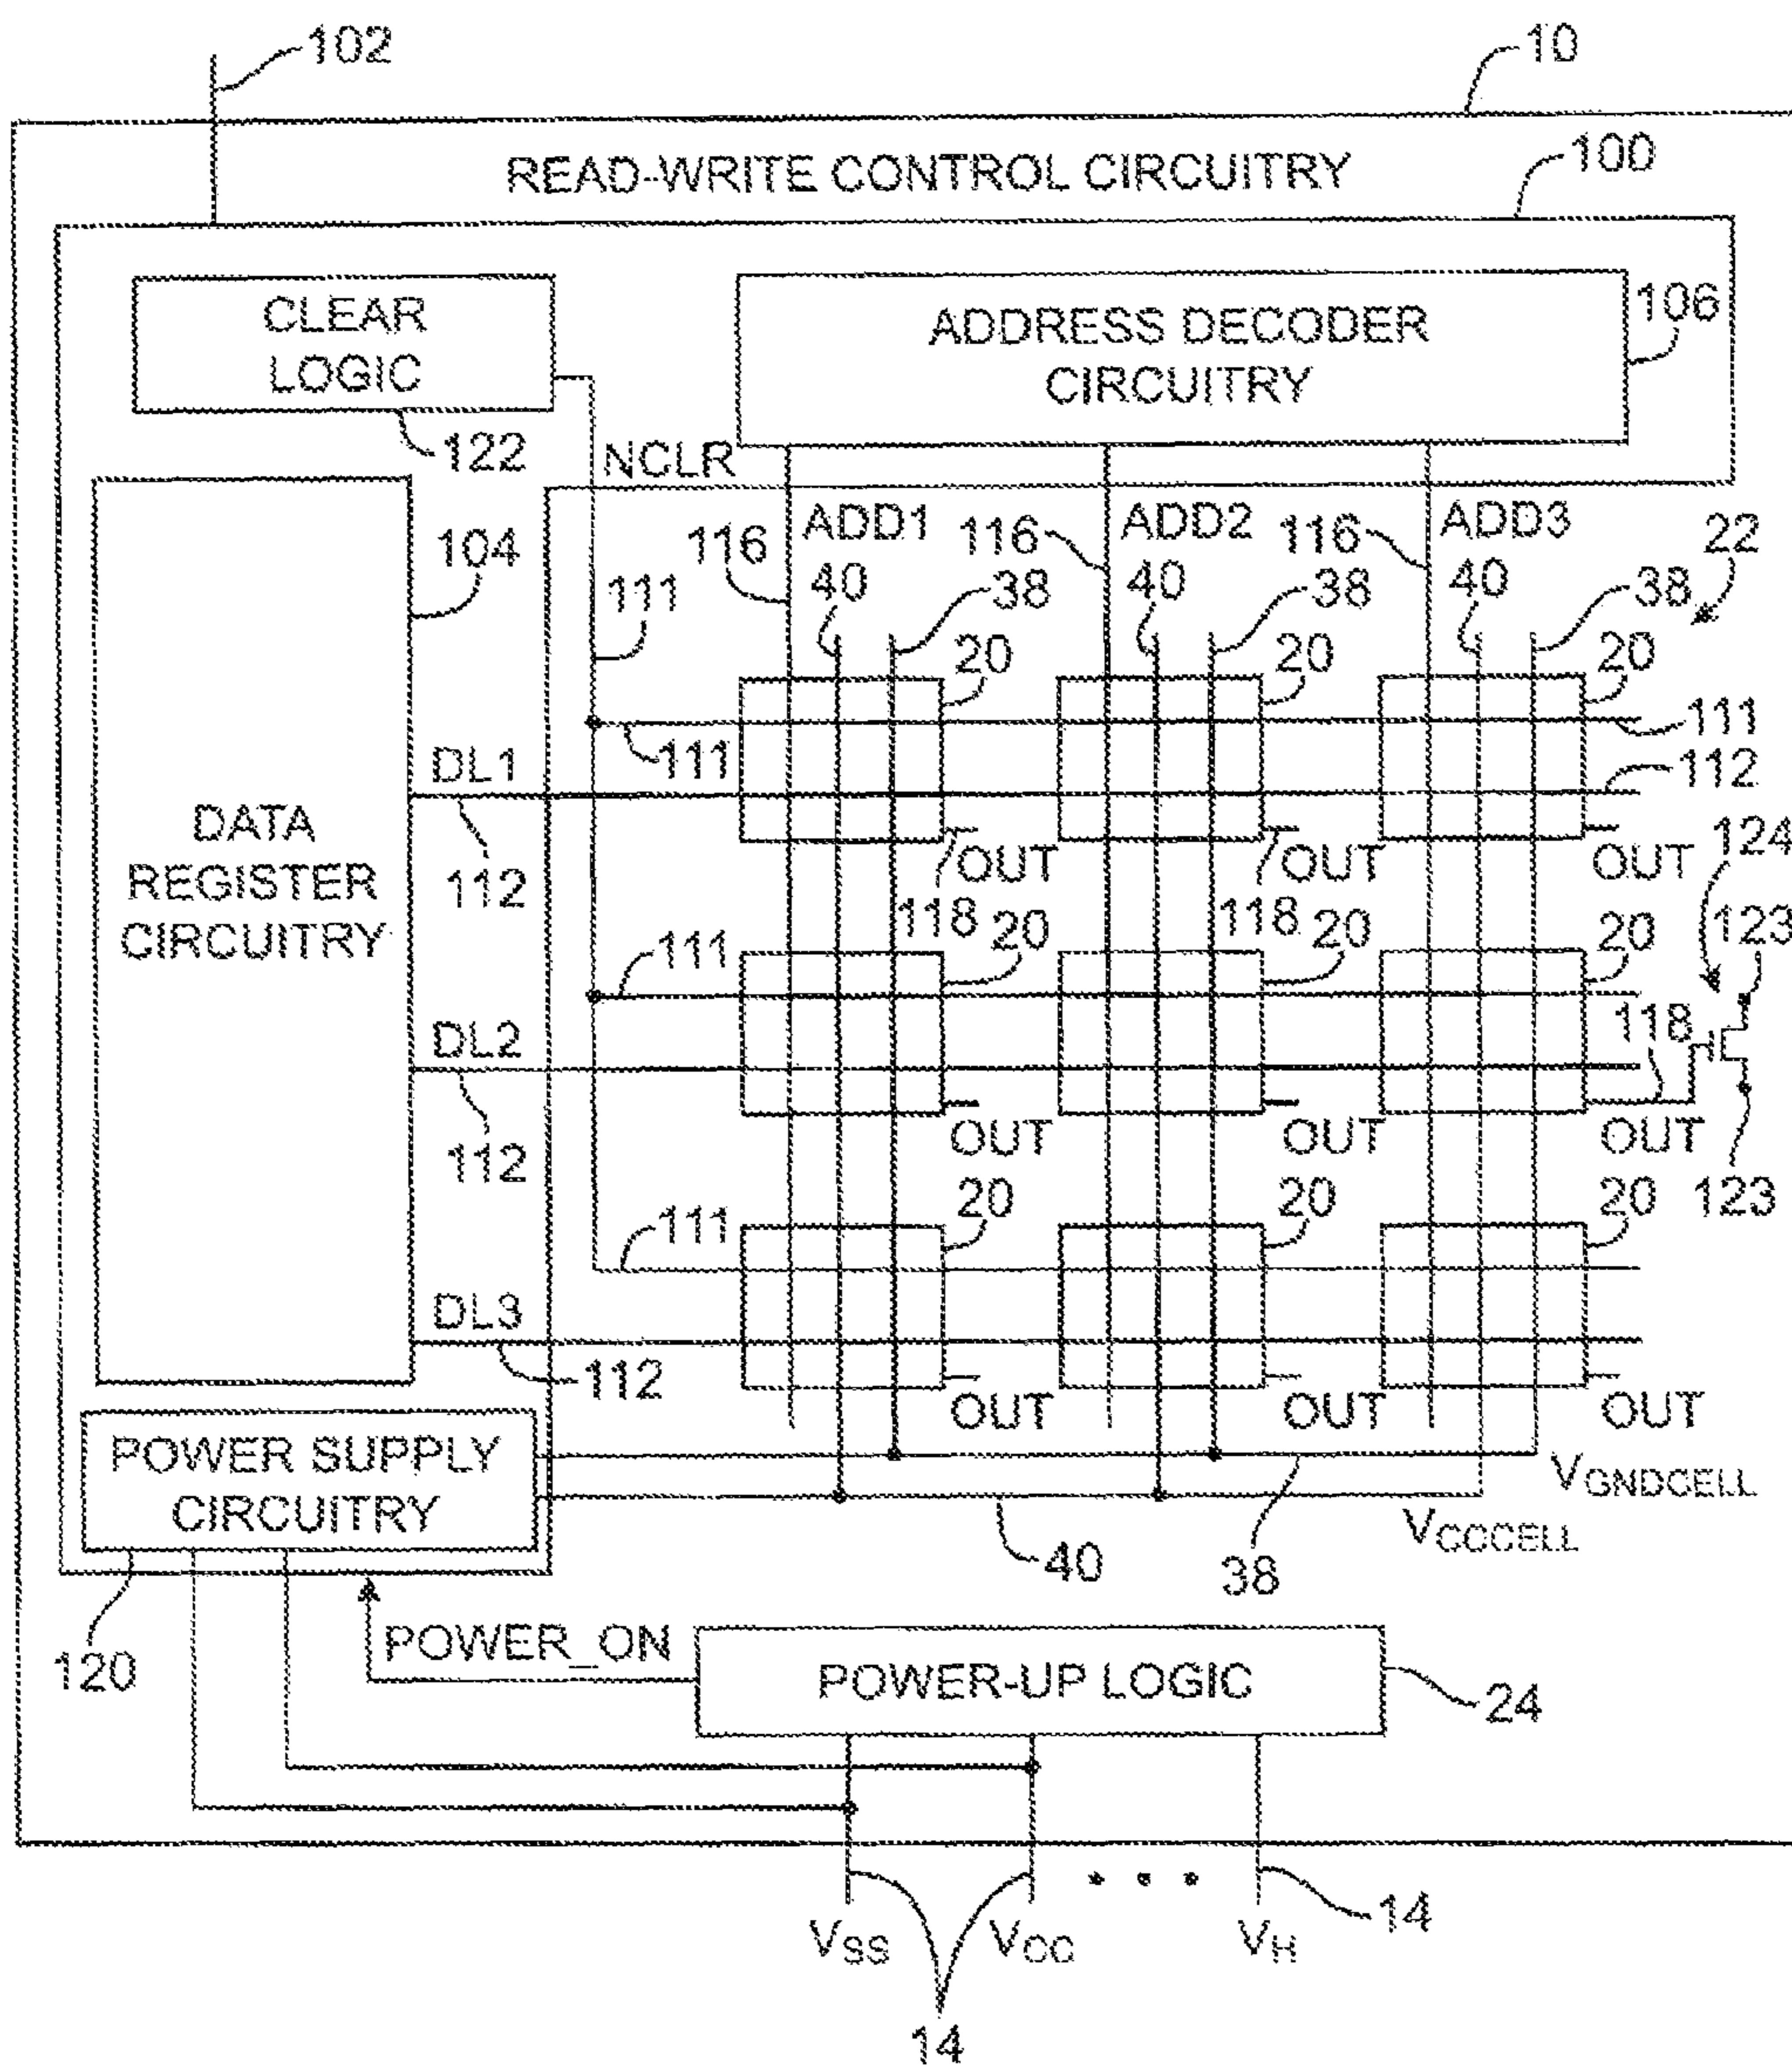 102
10
READ-WRITE CONTROL CIRCUITRY
100
CLEAR
LOGIC
ADDRESS DECODER
CIRCUITRY
106
122
NCLR
104
116
ADD1
116
ADD2
116
ADD3
22
111
40
38
40
38
40
38
20
20
20
111
111
DL1
112
112
DATA
REGISTER
CIRCUITRY
OUT
OUT
OUT
124
118
118
123
111
20
20
20
118
DL2
112
OUT
OUT
OUT
123
111
20
20
20
DL3
112
OUT
OUT
OUT
POWER SUPPLY
CIRCUITRY
VGNDCELL
VCCCELL
40
38
120
POWER_ON
POWER-UP LOGIC
24
VSS
VCC
VH
14
14